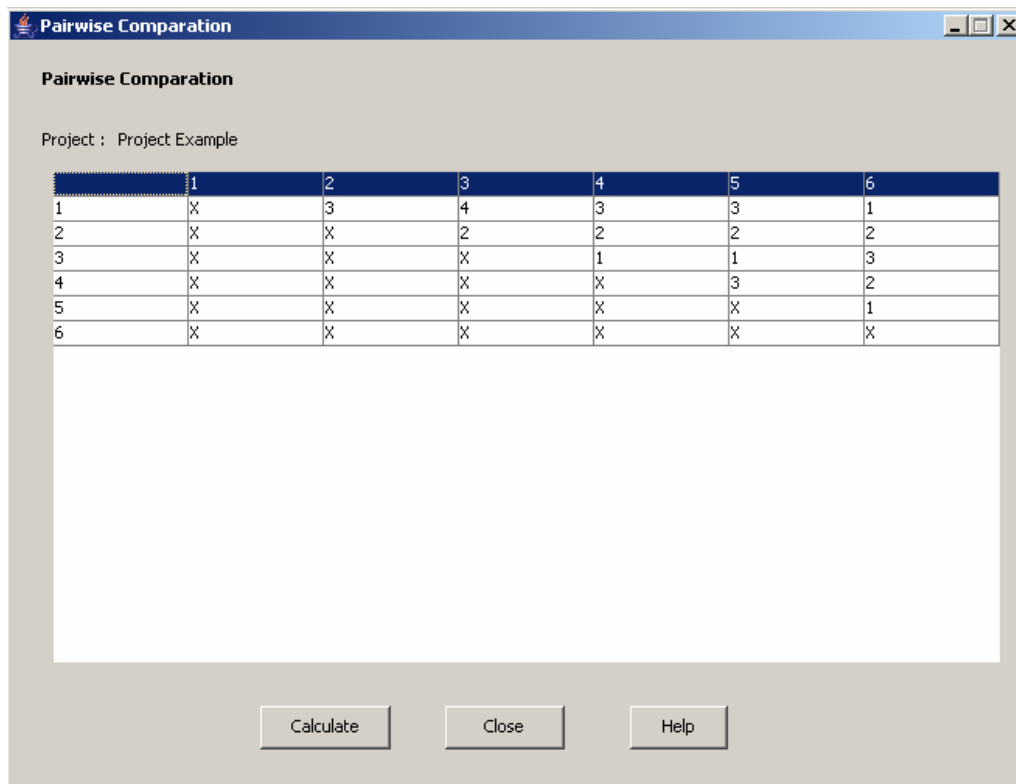 Pairwise Comparation
Pairwise Comparation
Project : Project Example
1 2 3 4 5 6
1 X 3 4 3 3 1
2 X X 2 2 2 2
3 X X X 1 1 3
4 X X X X 3 2
5 X X X X X 1
6 X X X X X X
Calculate Close Help